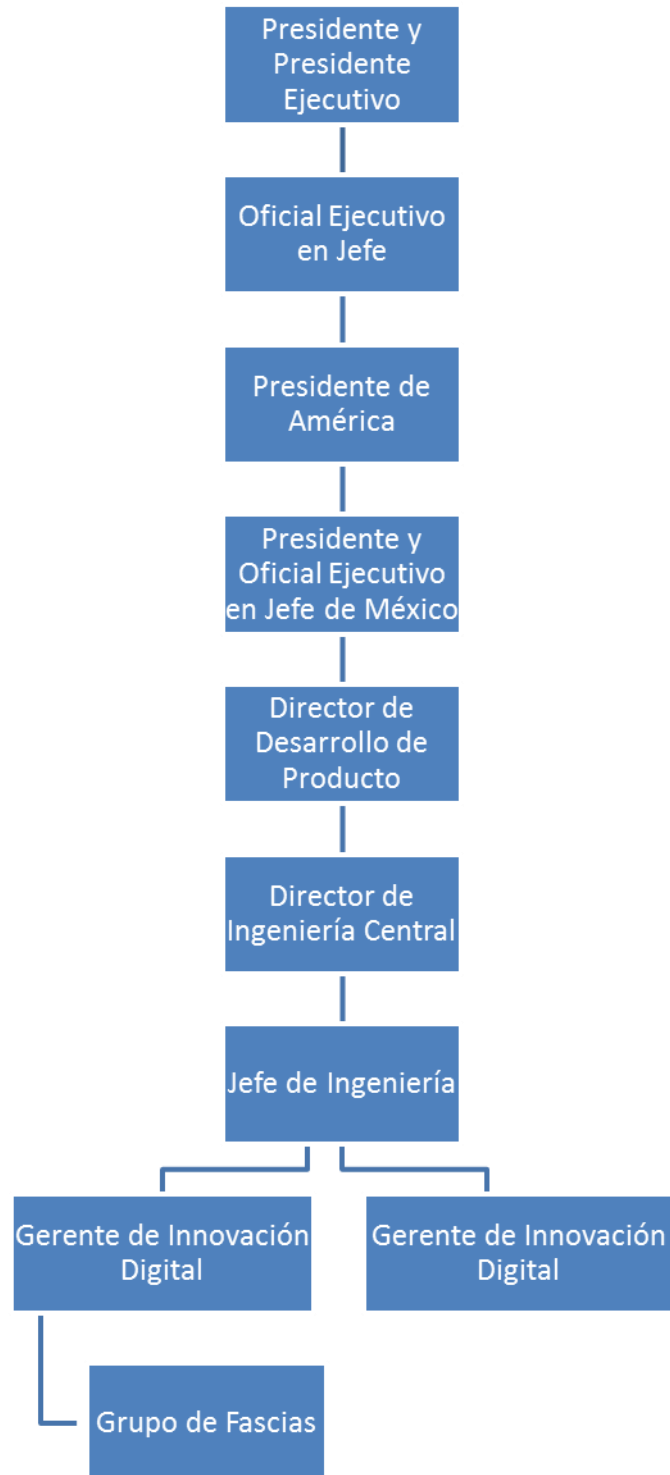 Presidente y
Presidente
Ejecutivo
Oficial Ejecutivo
en Jefe
Presidente de
América
Presidente y
Oficial Ejecutivo
en Jefe de México
Director de
Desarrollo de
Producto
Director de
Ingeniería Central
Jefe de Ingeniería
Gerente de Innovación
Digital
Gerente de Innovación
Digital
Grupo de Fascias